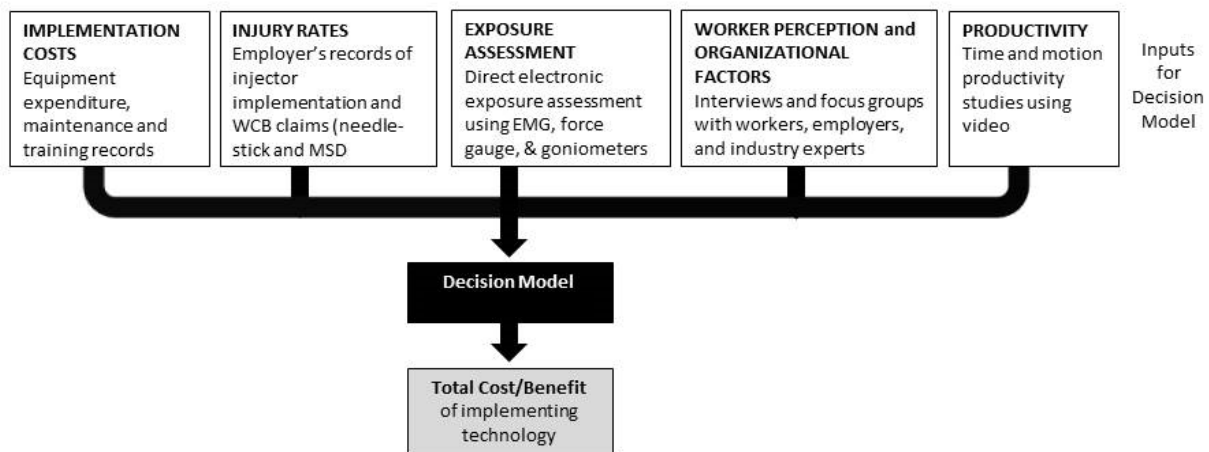 IMPLEMENTATION
COSTS
Equipment
expenditure,
maintenance and
training records
INJURY RATES
Employer's records of
injector
implementation and
WCB claims (needle-
stick and MSD
EXPOSURE
ASSESSMENT
Direct electronic
exposure assessment
using EMG, force
gauge, & goniometers
WORKER PERCEPTION and
ORGANIZATIONAL
FACTORS
Interviews and focus groups
with workers, employers,
and industry experts
PRODUCTIVITY
Time and motion
productivity
studies using
video
Inputs
for
Decision
Model
Decision Model
Total Cost/Benefit
of implementing
technology